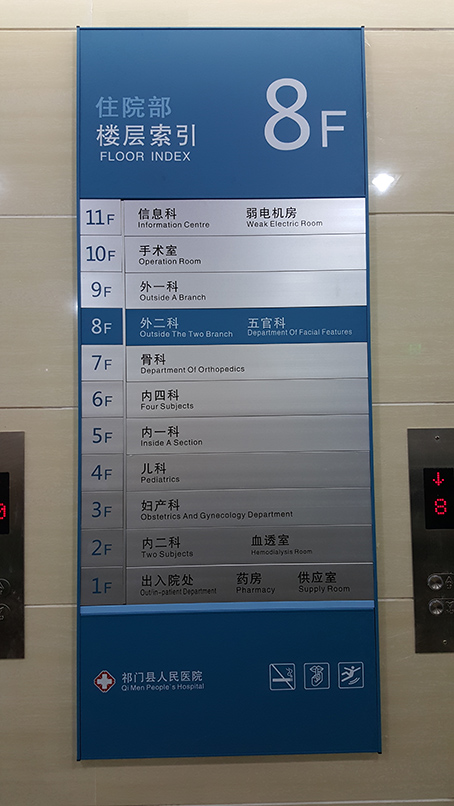 住院部
楼层索引
FLOOR INDEX
8F
11F 信息科 弱电机房
Information Centre Weak Electric Room
10F 手术室
Operation Room
9F 外一科
Outside A Branch
8F 外二科 五官科
Outside The Two Branch Department Of Facial Features
7F 骨科
Department Of Orthopedics
6F 内四科
Four Subjects
5F 内一科
Inside A Section
4F 儿科
Pediatrics
3F 妇产科
Obstetrics And Gynecology Department
2F 内二科 血透室
Two Subjects Hamodialysis Room
1F 出入院处 药房 供应室
Out/in-patient Department Pharmacy Supply Room
祁门县人民医院
Qi Men People's Hospital
8